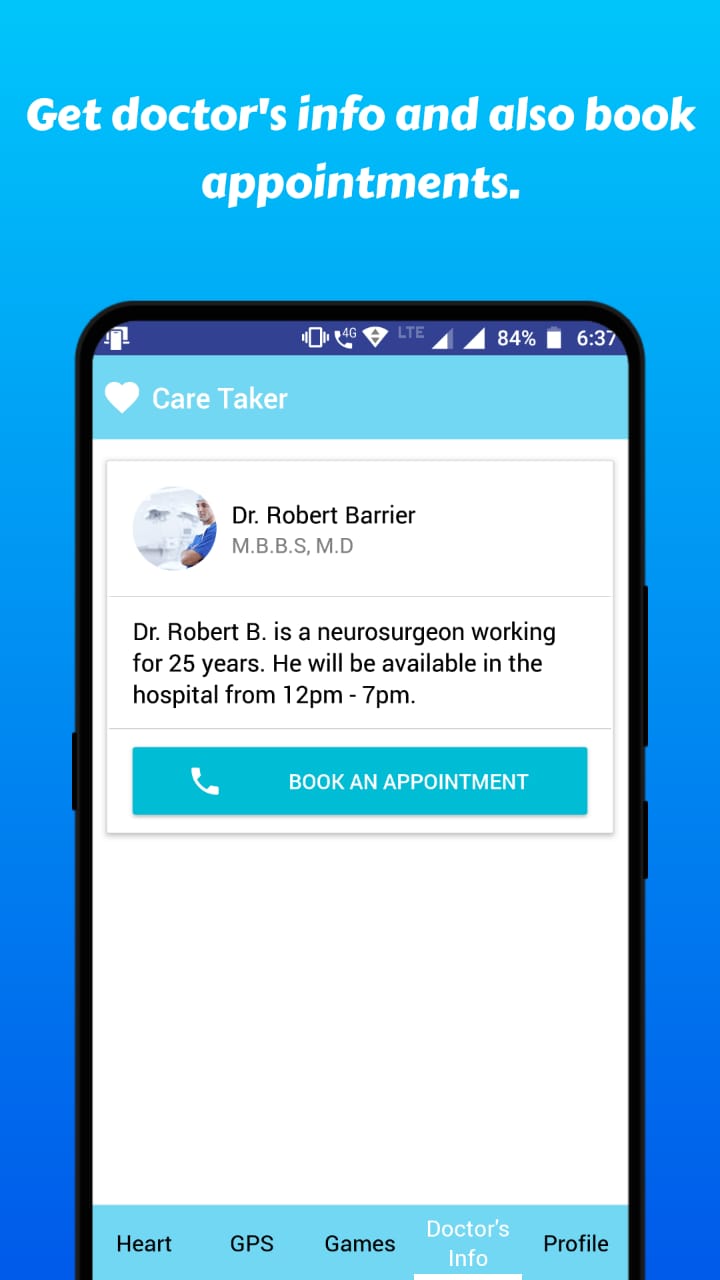 Get doctor's info and also book
appointments.
4G LTE 84% 6:37
Care Taker
Dr. Robert Barrier
M.B.B.S, M.D
Dr. Robert B. is a neurosurgeon working
for 25 years. He will be available in the
hospital from 12pm - 7pm.
BOOK AN APPOINTMENT
Heart GPS Games Doctor's Info Profile